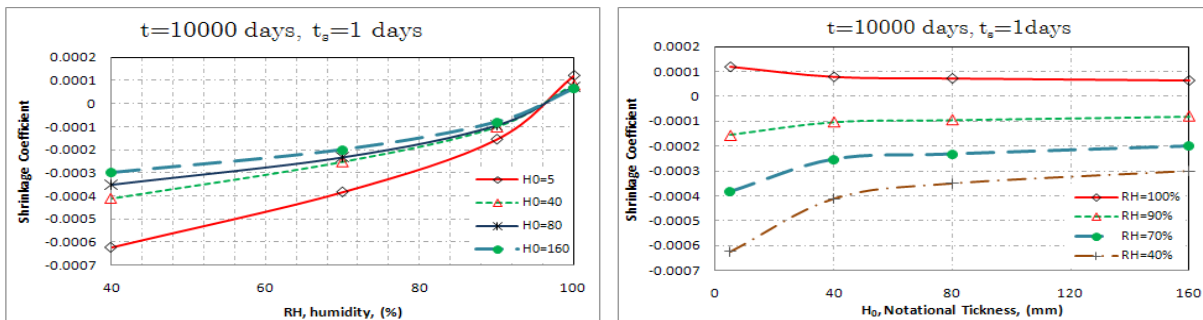 t=10000 days, tₛ=1 days
Shrinkage Coefficient
0.0002
0.0001
0
-0.0001
-0.0002
-0.0003
-0.0004
-0.0005
-0.0006
-0.0007
H0=5
H0=40
H0=80
H0=160
40 60 80 100
RH, humidity, (%)
t=10000 days, tₛ=1days
Shrinkage Coefficient
0.0002
0.0001
0
-0.0001
-0.0002
-0.0003
-0.0004
-0.0005
-0.0006
-0.0007
RH=100%
RH=90%
RH=70%
RH=40%
0 40 80 120 160
H₀, Notational Tickness, (mm)